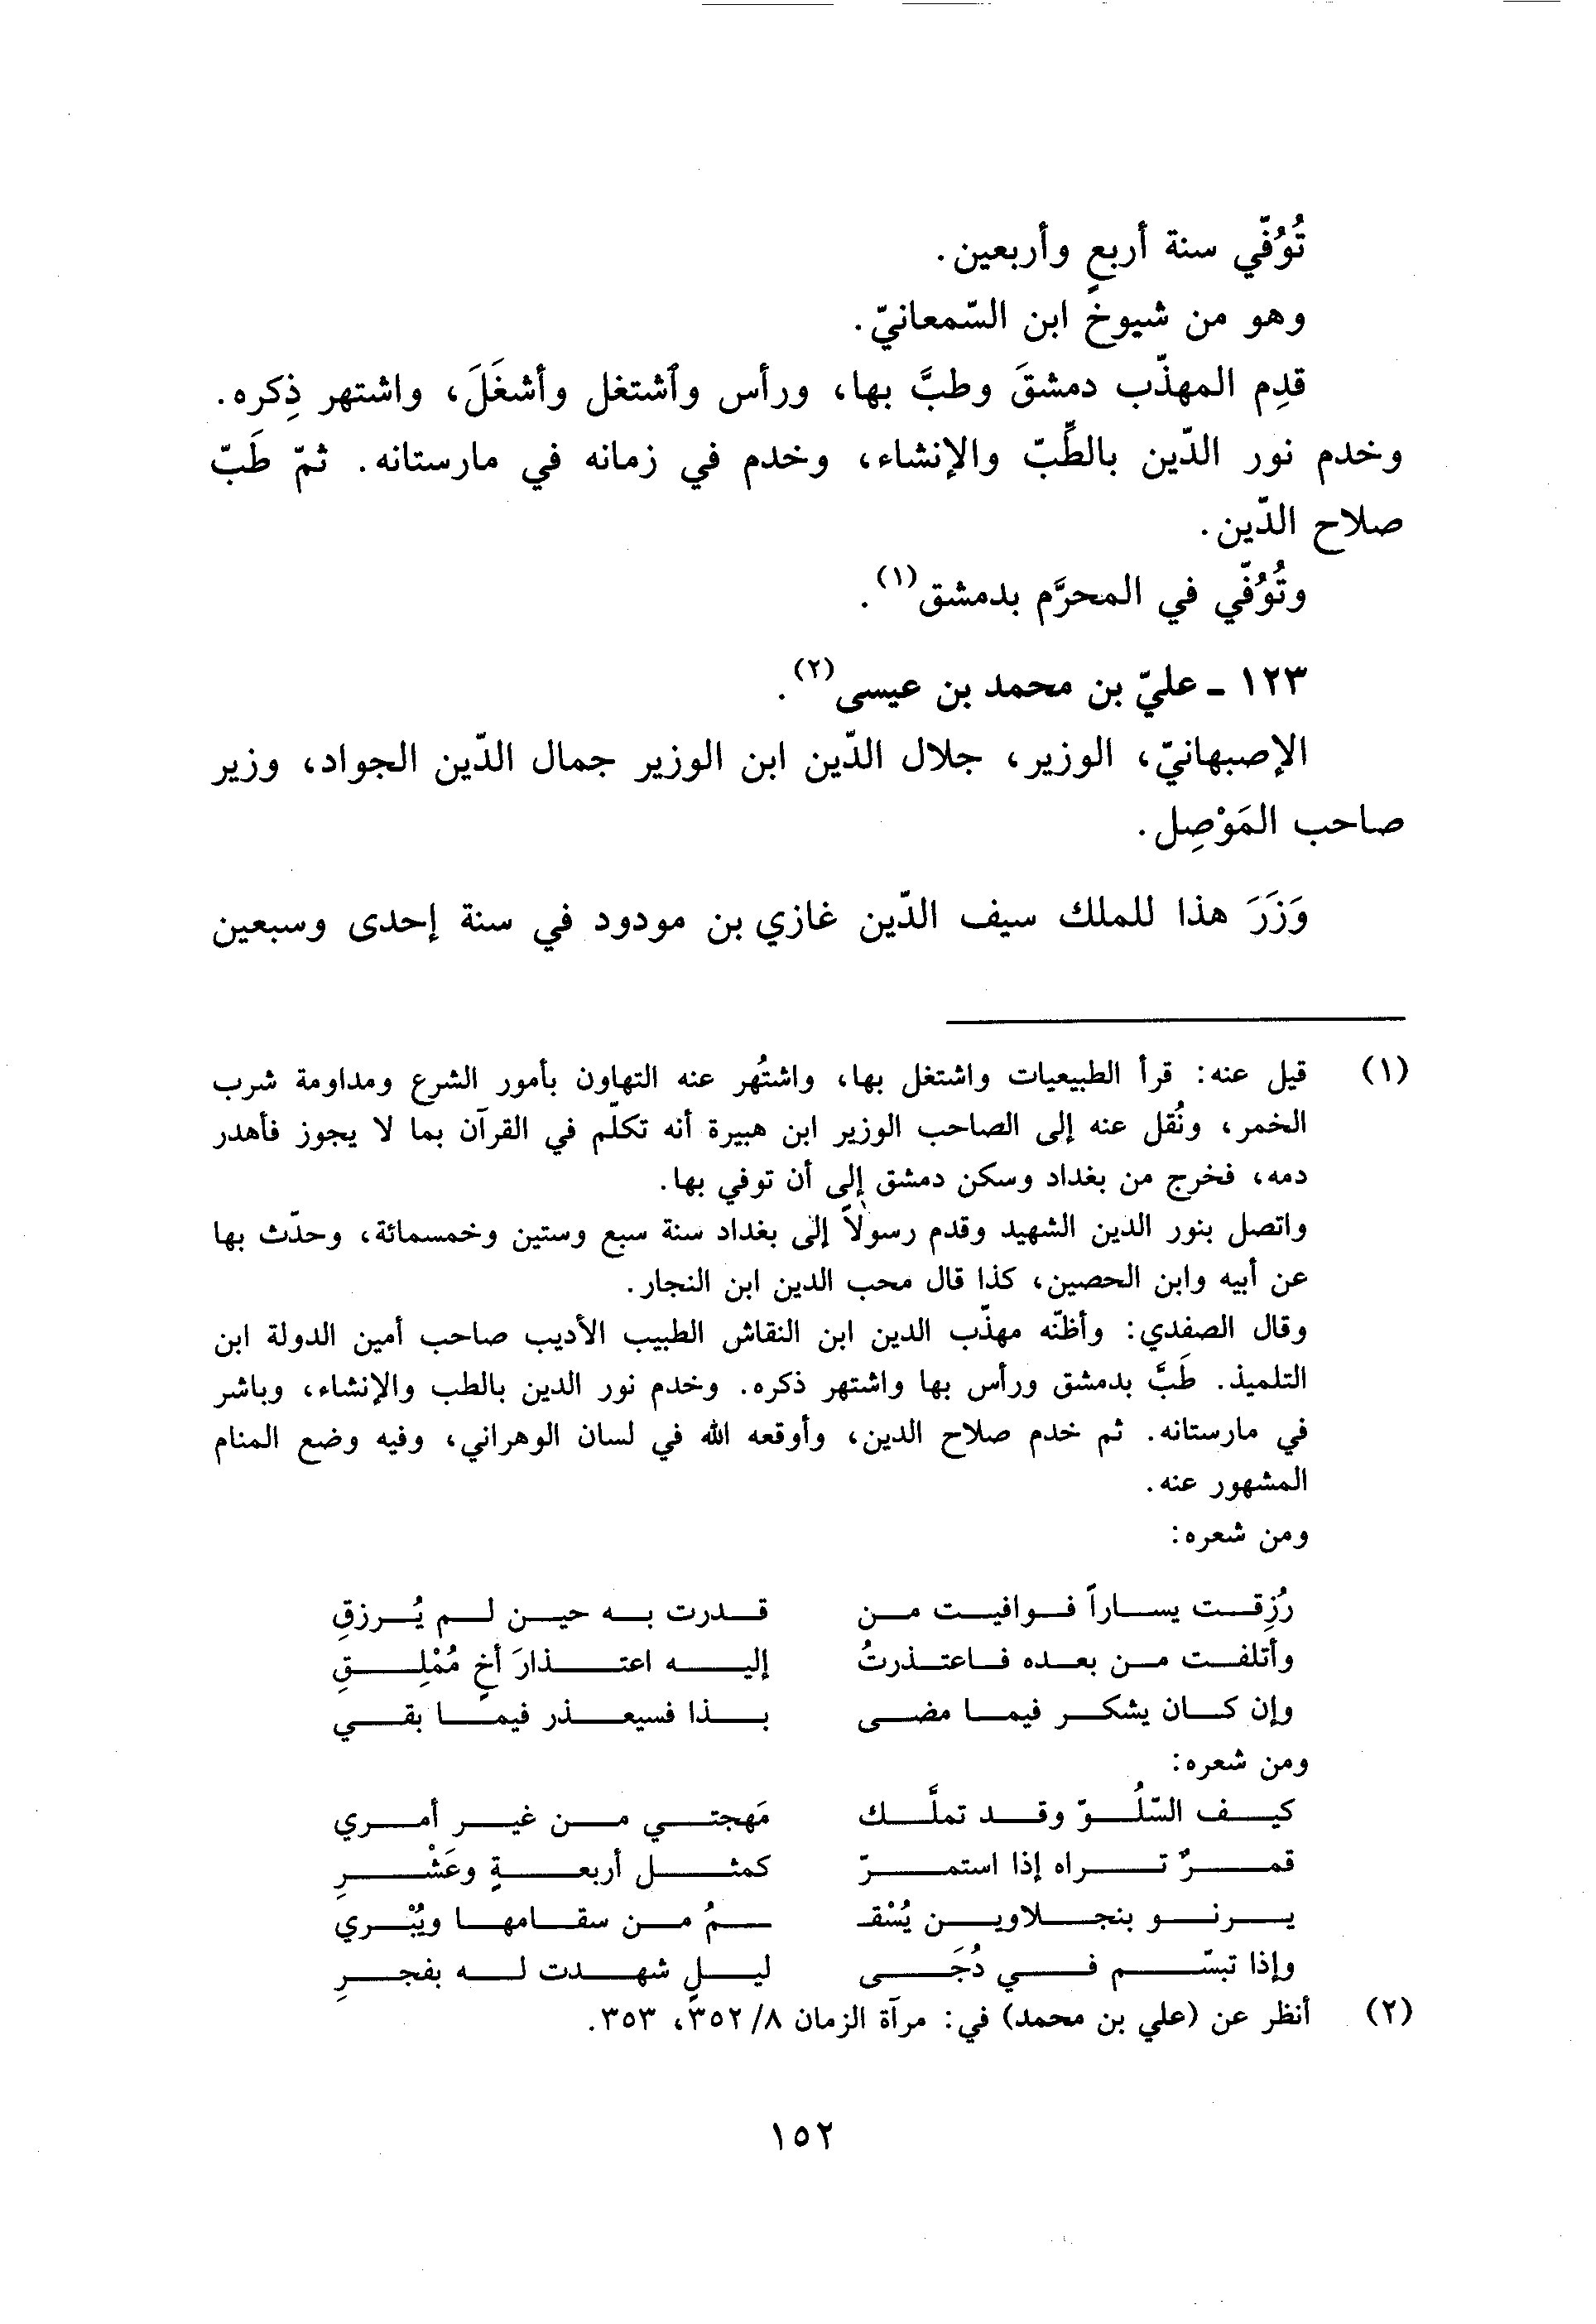 تُوُفّي سنة أربعٍ وأربعين.
وهو من شيوخ ابن السّمعانيّ.
قدِم المهذّب دمشقَ وطبَّ بها، ورأس وٱشتغل وأشغَلَ، واشتهر ذِكره.
وخدم نور الدّين بالطِّبّ والإنشاء، وخدم في زمانه في مارستانه. ثمّ طَبّ
صلاح الدّين.
وتُوُفّي في المحرَّم بدمشق(١).
١٢٣ ـ عليّ بن محمد بن عيسى(٢).
الإصبهانيّ، الوزير، جلال الدّين ابن الوزير جمال الدّين الجواد، وزير
صاحب المَوْصِل.
وَزَرَ هذا للملك سيف الدّين غازي بن مودود في سنة إحدى وسبعين
(١) قيل عنه: قرأ الطبيعيات واشتغل بها، واشتُهر عنه التهاون بأمور الشرع ومداومة شرب
الخمر، ونُقل عنه إلى الصاحب الوزير ابن هبيرة أنه تكلّم في القرآن بما لا يجوز فأهدر
دمه، فخرج من بغداد وسكن دمشق إلى أن توفي بها.
واتصل بنور الدين الشهيد وقدم رسولاً إلى بغداد سنة سبع وستين وخمسمائة، وحدّث بها
عن أبيه وابن الحصين، كذا قال محب الدين ابن النجار.
وقال الصفدي: وأظنّه مهذّب الدين ابن النقاش الطبيب الأديب صاحب أمين الدولة ابن
التلميذ. طَبَّ بدمشق ورأس بها واشتهر ذكره. وخدم نور الدين بالطب والإنشاء، وباشر
في مارستانه. ثم خدم صلاح الدين، وأوقعه الله في لسان الوهراني، وفيه وضع المنام
المشهور عنه.
ومن شعره:
رُزِقت يساراً فوافيت من قدرت به حين لم يُرزقِ
وأتلفت من بعده فاعتذرتُ إليه اعتذارَ أخٍ مُمْلِقِ
وإن كان يشكر فيما مضى بذا فسيعذر فيما بقي
ومن شعره:
كيف السّلُوّ وقد تملَّك مَهجتي من غير أمري
قمرٌ تراه إذا استمرّ كمثل أربعةٍ وعَشْرِ
يرنو بنجلاوين يُسْقـ ـمُ من سقامها ويُبْري
وإذا تبسّم في دُجَى ليلٍ شهدت له بفجرِ
(٢) أنظر عن (علي بن محمد) في: مرآة الزمان ٨/ ٣٥٢، ٣٥٣.
١٥٢